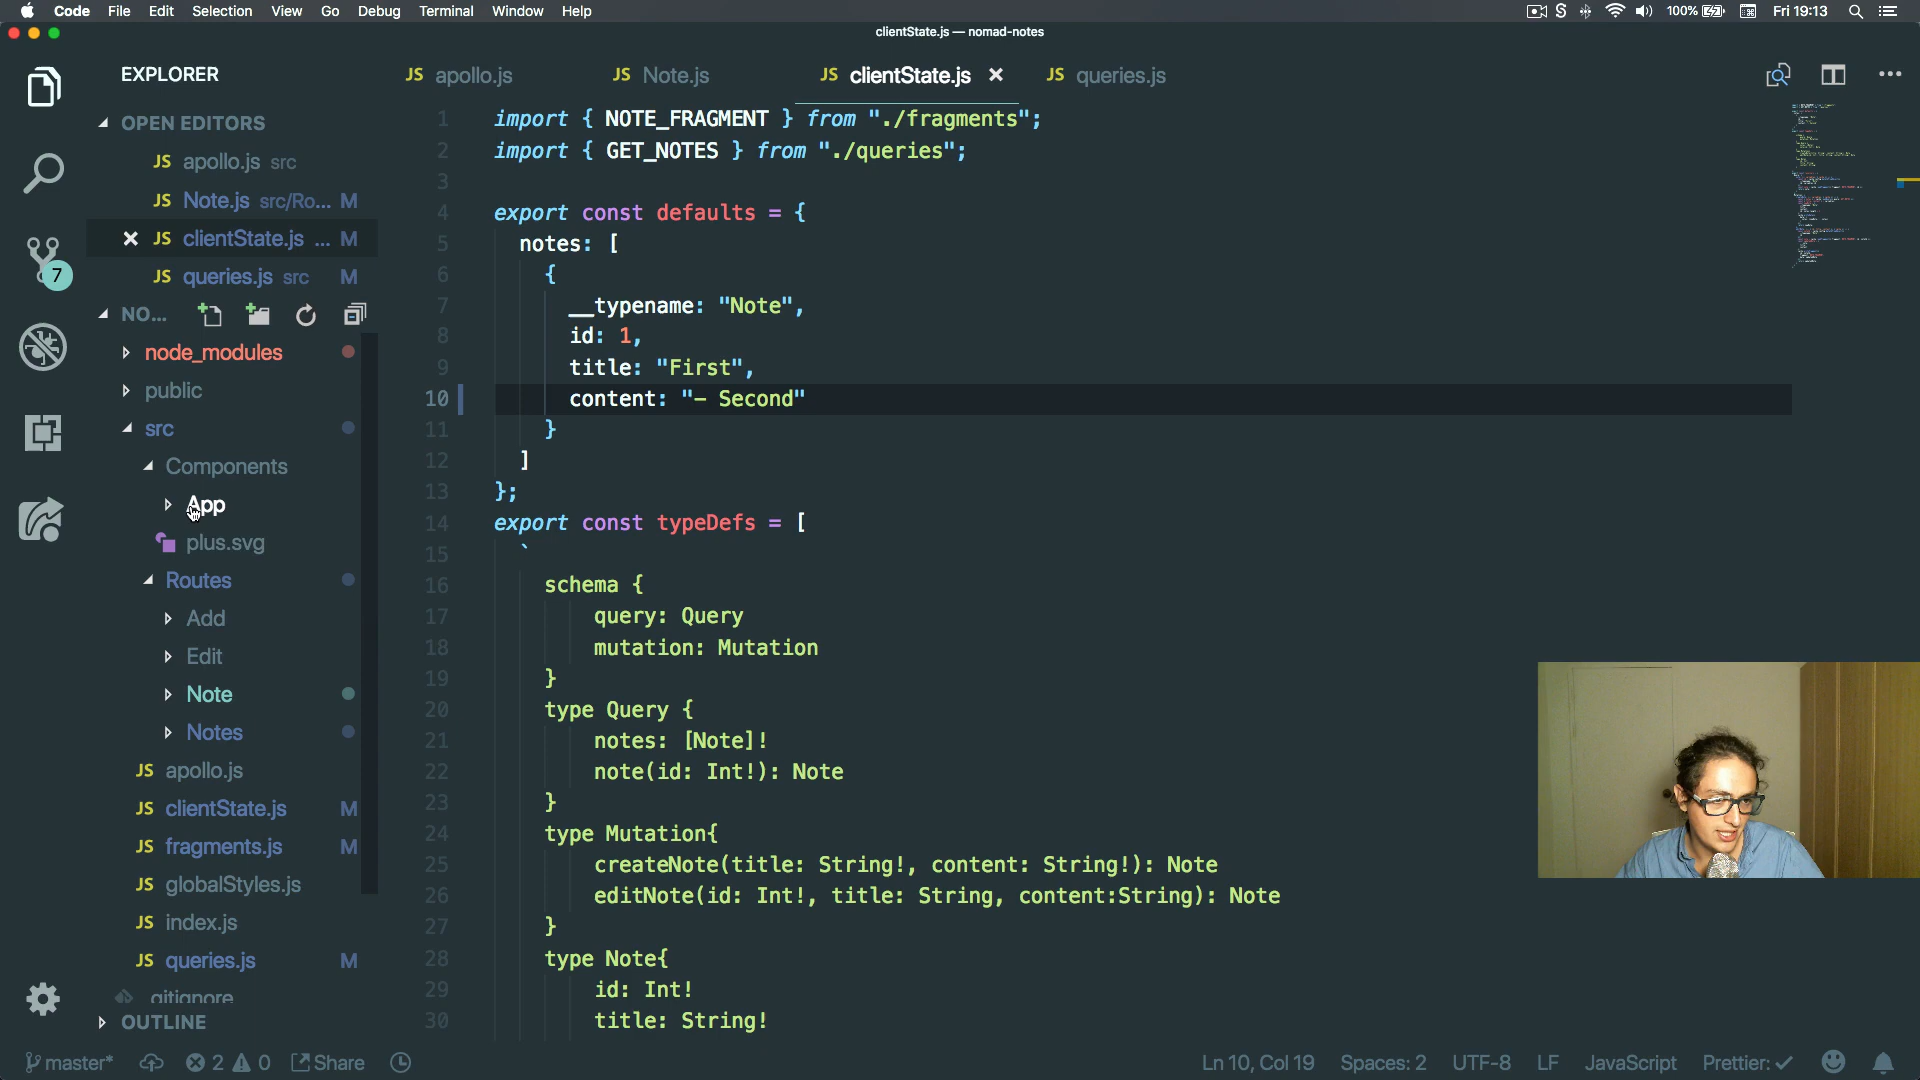 Code File Edit Selection View Go Debug Terminal Window Help 100% Fri 19:13
clientState.js — nomad-notes
EXPLORER
JS apollo.js JS Note.js JS clientState.js JS queries.js
OPEN EDITORS
JS apollo.js src
JS Note.js src/Ro... M
JS clientState.js ... M
JS queries.js src M
NO...
node_modules
public
src
Components
App
plus.svg
Routes
Add
Edit
Note
Notes
JS apollo.js
JS clientState.js M
JS fragments.js M
JS globalStyles.js
JS index.js
JS queries.js M
.gitignore
OUTLINE
7
1 import { NOTE_FRAGMENT } from "./fragments";
2 import { GET_NOTES } from "./queries";
3
4 export const defaults = {
5 notes: [
6 {
7 __typename: "Note",
8 id: 1,
9 title: "First",
10 content: "- Second"
11 }
12 ]
13 };
14 export const typeDefs = [
15 `
16 schema {
17 query: Query
18 mutation: Mutation
19 }
20 type Query {
21 notes: [Note]!
22 note(id: Int!): Note
23 }
24 type Mutation{
25 createNote(title: String!, content: String!): Note
26 editNote(id: Int!, title: String, content:String): Note
27 }
28 type Note{
29 id: Int!
30 title: String!
master* 2 0 Share Ln 10, Col 19 Spaces: 2 UTF-8 LF JavaScript Prettier: ✓